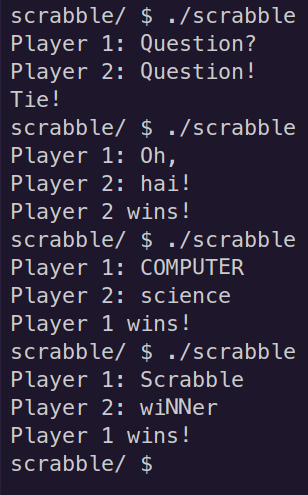 scrabble/ $ ./scrabble
Player 1: Question?
Player 2: Question!
Tie!
scrabble/ $ ./scrabble
Player 1: Oh,
Player 2: hai!
Player 2 wins!
scrabble/ $ ./scrabble
Player 1: COMPUTER
Player 2: science
Player 1 wins!
scrabble/ $ ./scrabble
Player 1: Scrabble
Player 2: wiNNer
Player 1 wins!
scrabble/ $